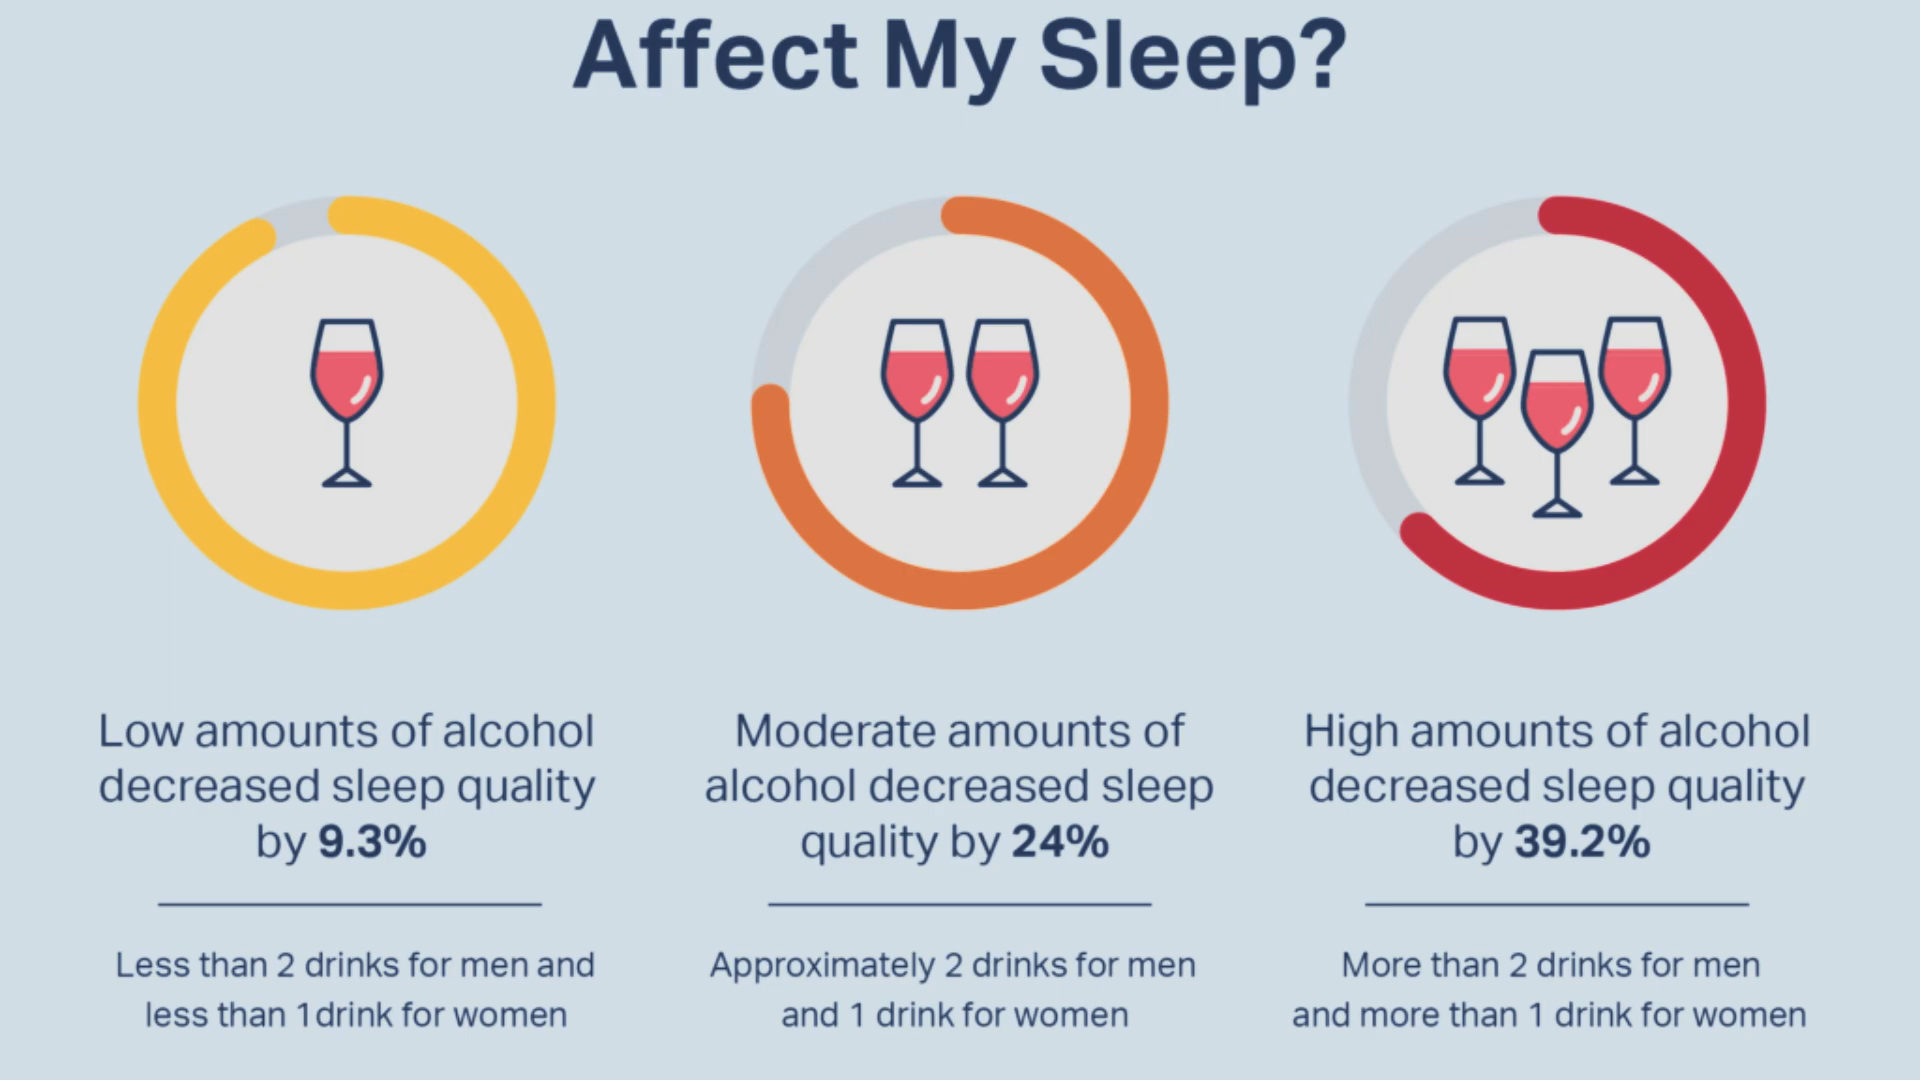 Affect My Sleep?
Low amounts of alcohol
decreased sleep quality
by 9.3%
Less than 2 drinks for men and
less than 1 drink for women
Moderate amounts of
alcohol decreased sleep
quality by 24%
Approximately 2 drinks for men
and 1 drink for women
High amounts of alcohol
decreased sleep quality
by 39.2%
More than 2 drinks for men
and more than 1 drink for women